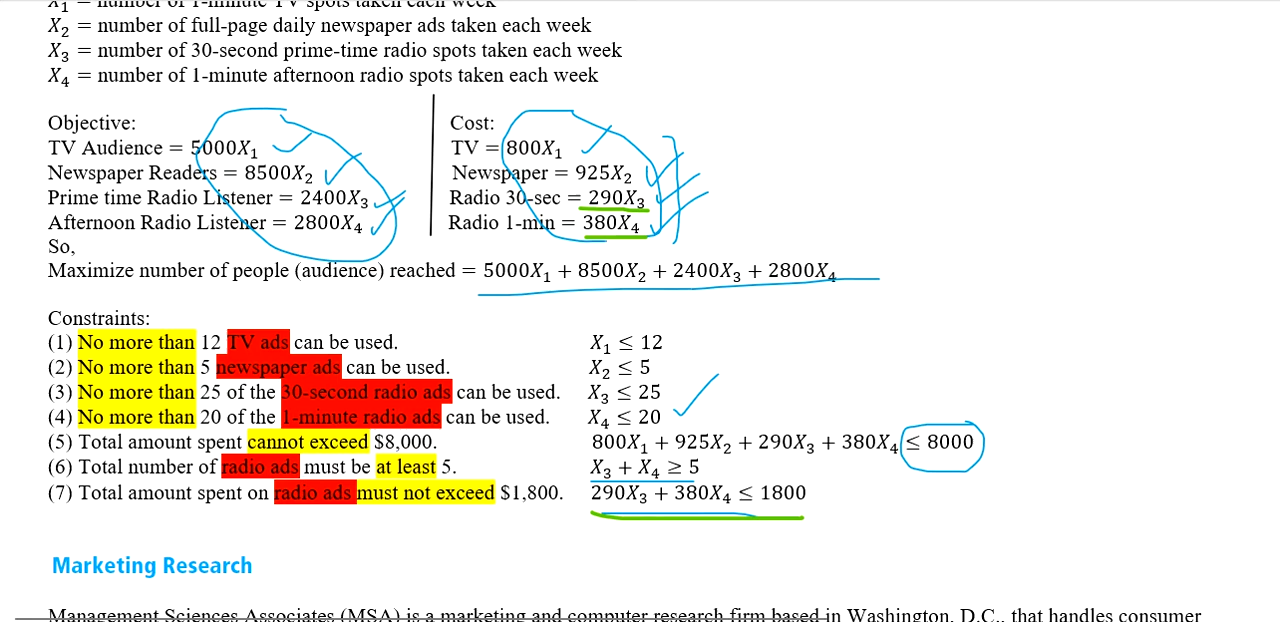 X₁ = number of 1-minute TV spots taken each week
X₂ = number of full-page daily newspaper ads taken each week
X₃ = number of 30-second prime-time radio spots taken each week
X₄ = number of 1-minute afternoon radio spots taken each week
Objective:
TV Audience = 5000X₁
Newspaper Readers = 8500X₂
Prime time Radio Listener = 2400X₃
Afternoon Radio Listener = 2800X₄
Cost:
TV = 800X₁
Newspaper = 925X₂
Radio 30-sec = 290X₃
Radio 1-min = 380X₄
So,
Maximize number of people (audience) reached = 5000X₁ + 8500X₂ + 2400X₃ + 2800X₄
Constraints:
(1) No more than 12 TV ads can be used. X₁ ≤ 12
(2) No more than 5 newspaper ads can be used. X₂ ≤ 5
(3) No more than 25 of the 30-second radio ads can be used. X₃ ≤ 25
(4) No more than 20 of the 1-minute radio ads can be used. X₄ ≤ 20
(5) Total amount spent cannot exceed $8,000. 800X₁ + 925X₂ + 290X₃ + 380X₄ ≤ 8000
(6) Total number of radio ads must be at least 5. X₃ + X₄ ≥ 5
(7) Total amount spent on radio ads must not exceed $1,800. 290X₃ + 380X₄ ≤ 1800
Marketing Research
Management Sciences Associates (MSA) is a marketing and computer research firm based in Washington, D.C., that handles consumer